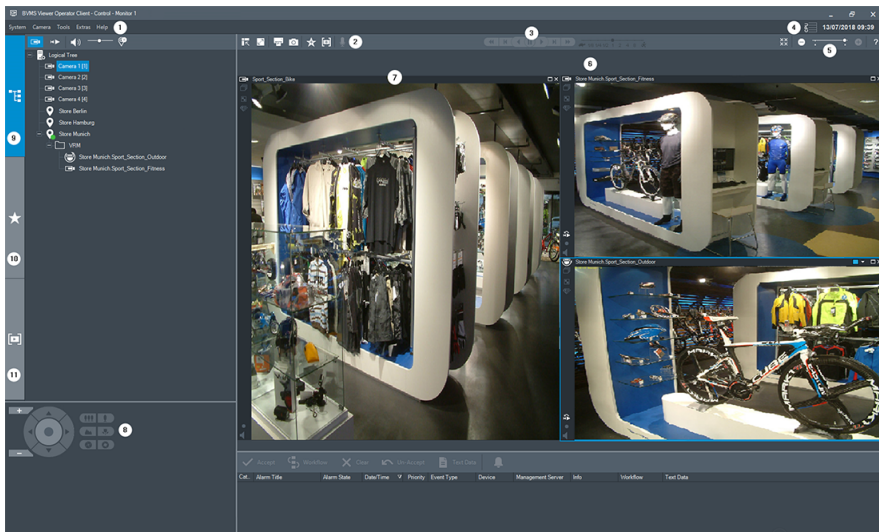 BVMS Viewer Operator Client - Control - Monitor 1
System Camera Tools Extras Help 1
4 13/07/2018 09:39
2
3
5
Logical Tree
Camera 1 [1]
Camera 2 [2]
Camera 3 [3]
Camera 4 [4]
Store Berlin
Store Hamburg
Store Munich
VRM
Store Munich.Sport_Section_Outdoor
Store Munich.Sport_Section_Fitness
9
10
11
8
6
Sport_Section_Bike 7
Store Munich.Sport_Section_Fitness
Store Munich.Sport_Section_Outdoor
CUBE
Accept Workflow Clear Un-Accept Text Data
Cat.. Alarm Title Alarm State Date/Time Priority Event Type Device Management Server Info Workflow Text Data